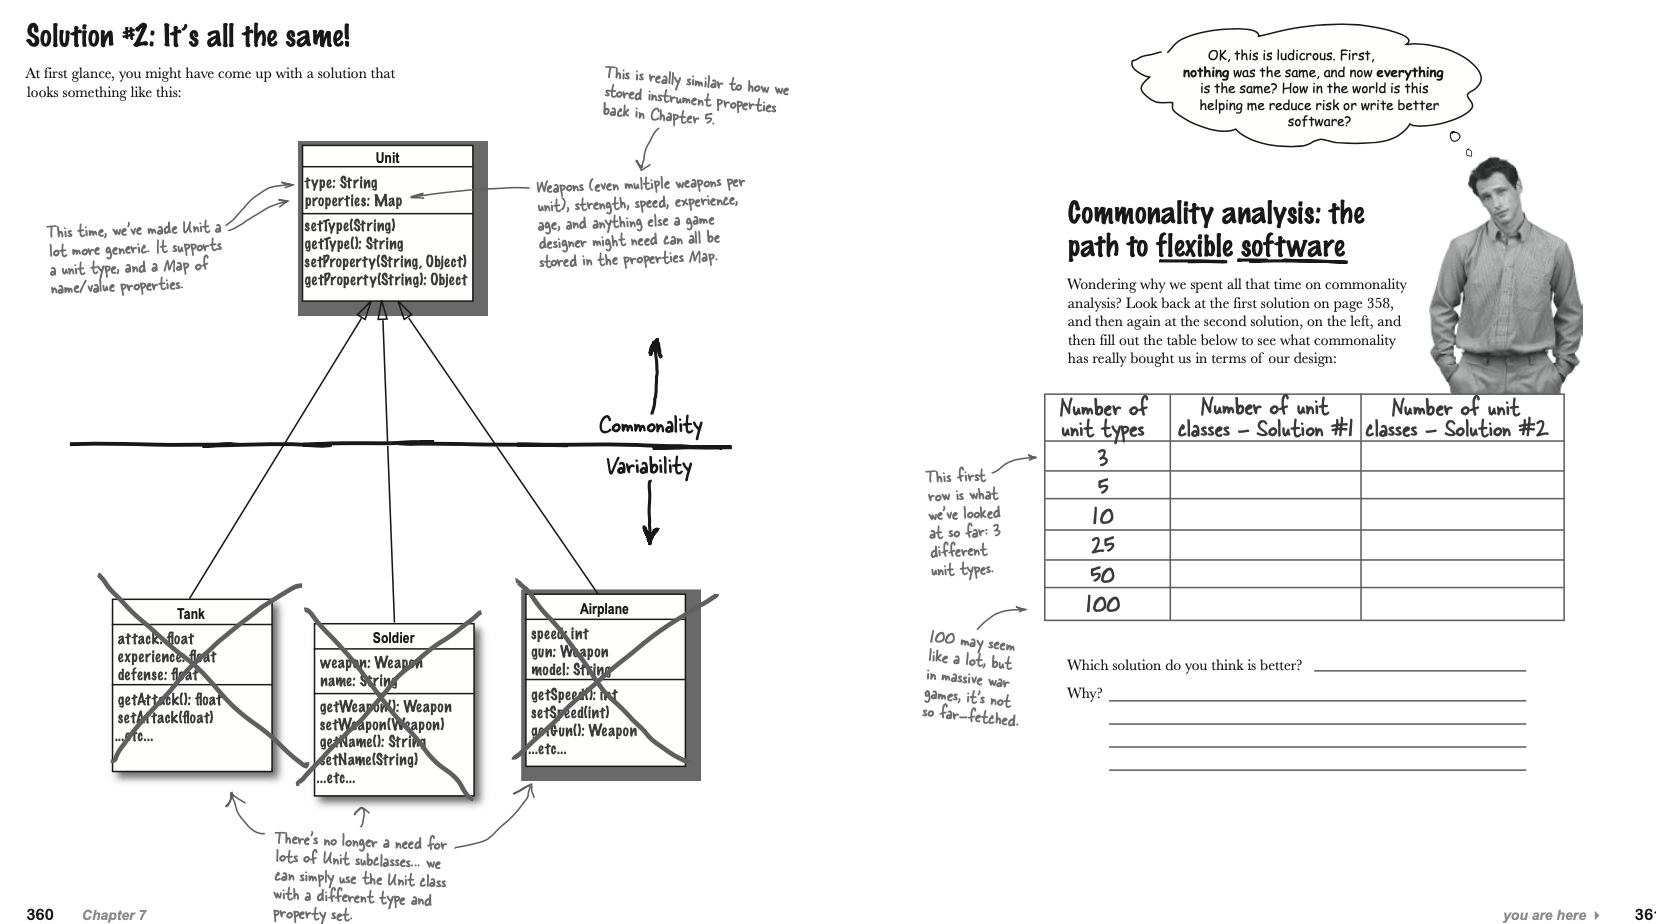 Solution #2: It's all the same!
At first glance, you might have come up with a solution that
looks something like this:
This is really similar to how we
stored instrument properties
back in Chapter 5.
Unit
type: String
properties: Map
setType(String)
getType(): String
setProperty(String, Object)
getProperty(String): Object
This time, we've made Unit a
lot more generic. It supports
a unit type, and a Map of
name/value properties.
Weapons (even multiple weapons per
unit), strength, speed, experience,
age, and anything else a game
designer might need can all be
stored in the properties Map.
Commonality
Variability
Tank
attack: float
experience: float
defense: float
getAttack(): float
setAttack(float)
...etc...
Soldier
weapon: Weapon
name: String
getWeapon(): Weapon
setWeapon(Weapon)
getName(): String
setName(String)
...etc...
Airplane
speed: int
gun: Weapon
model: String
getSpeed(): int
setSpeed(int)
getGun(): Weapon
...etc...
There's no longer a need for
lots of Unit subclasses... we
can simply use the Unit class
with a different type and
property set.
360 Chapter 7
OK, this is ludicrous. First,
nothing was the same, and now everything
is the same? How in the world is this
helping me reduce risk or write better
software?
Commonality analysis: the
path to flexible software
Wondering why we spent all that time on commonality
analysis? Look back at the first solution on page 358,
and then again at the second solution, on the left, and
then fill out the table below to see what commonality
has really bought us in terms of our design:
Number of unit types
Number of unit classes – Solution #1
Number of unit classes – Solution #2
3
5
10
25
50
100
This first
row is what
we've looked
at so far: 3
different
unit types.
100 may seem
like a lot, but
in massive war
games, it's not
so far-fetched.
Which solution do you think is better?
Why?
you are here